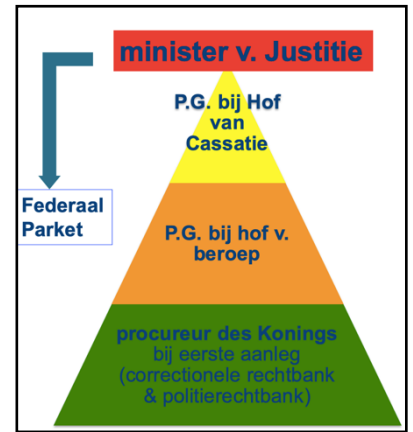 minister v. Justitie
P.G. bij Hof
van
Cassatie
Federaal
Parket
P.G. bij hof v.
beroep
procureur des Konings
bij eerste aanleg
(correctionele rechtbank
& politierechtbank)